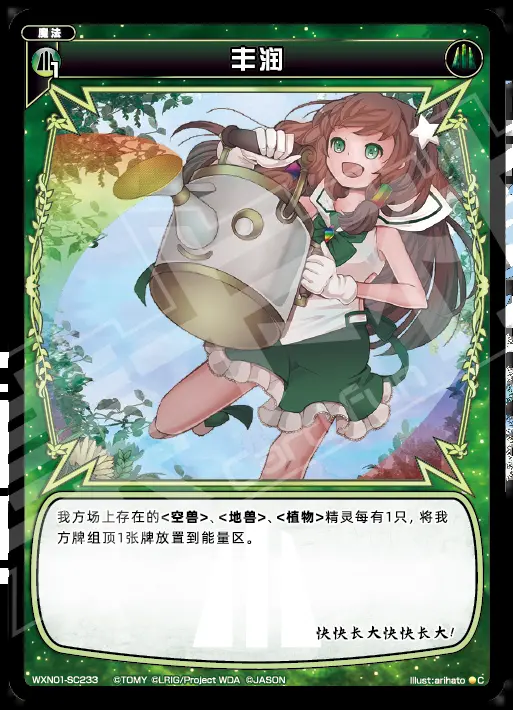 魔法
1
丰润
我方场上存在的<空兽>、<地兽>、<植物>精灵每有1只，将我
方牌组顶1张牌放置到能量区。
快快长大快快长大!
WXN01-SC233 ©TOMY ©LRIG/Project WDA ©JASON Illust:arihato C